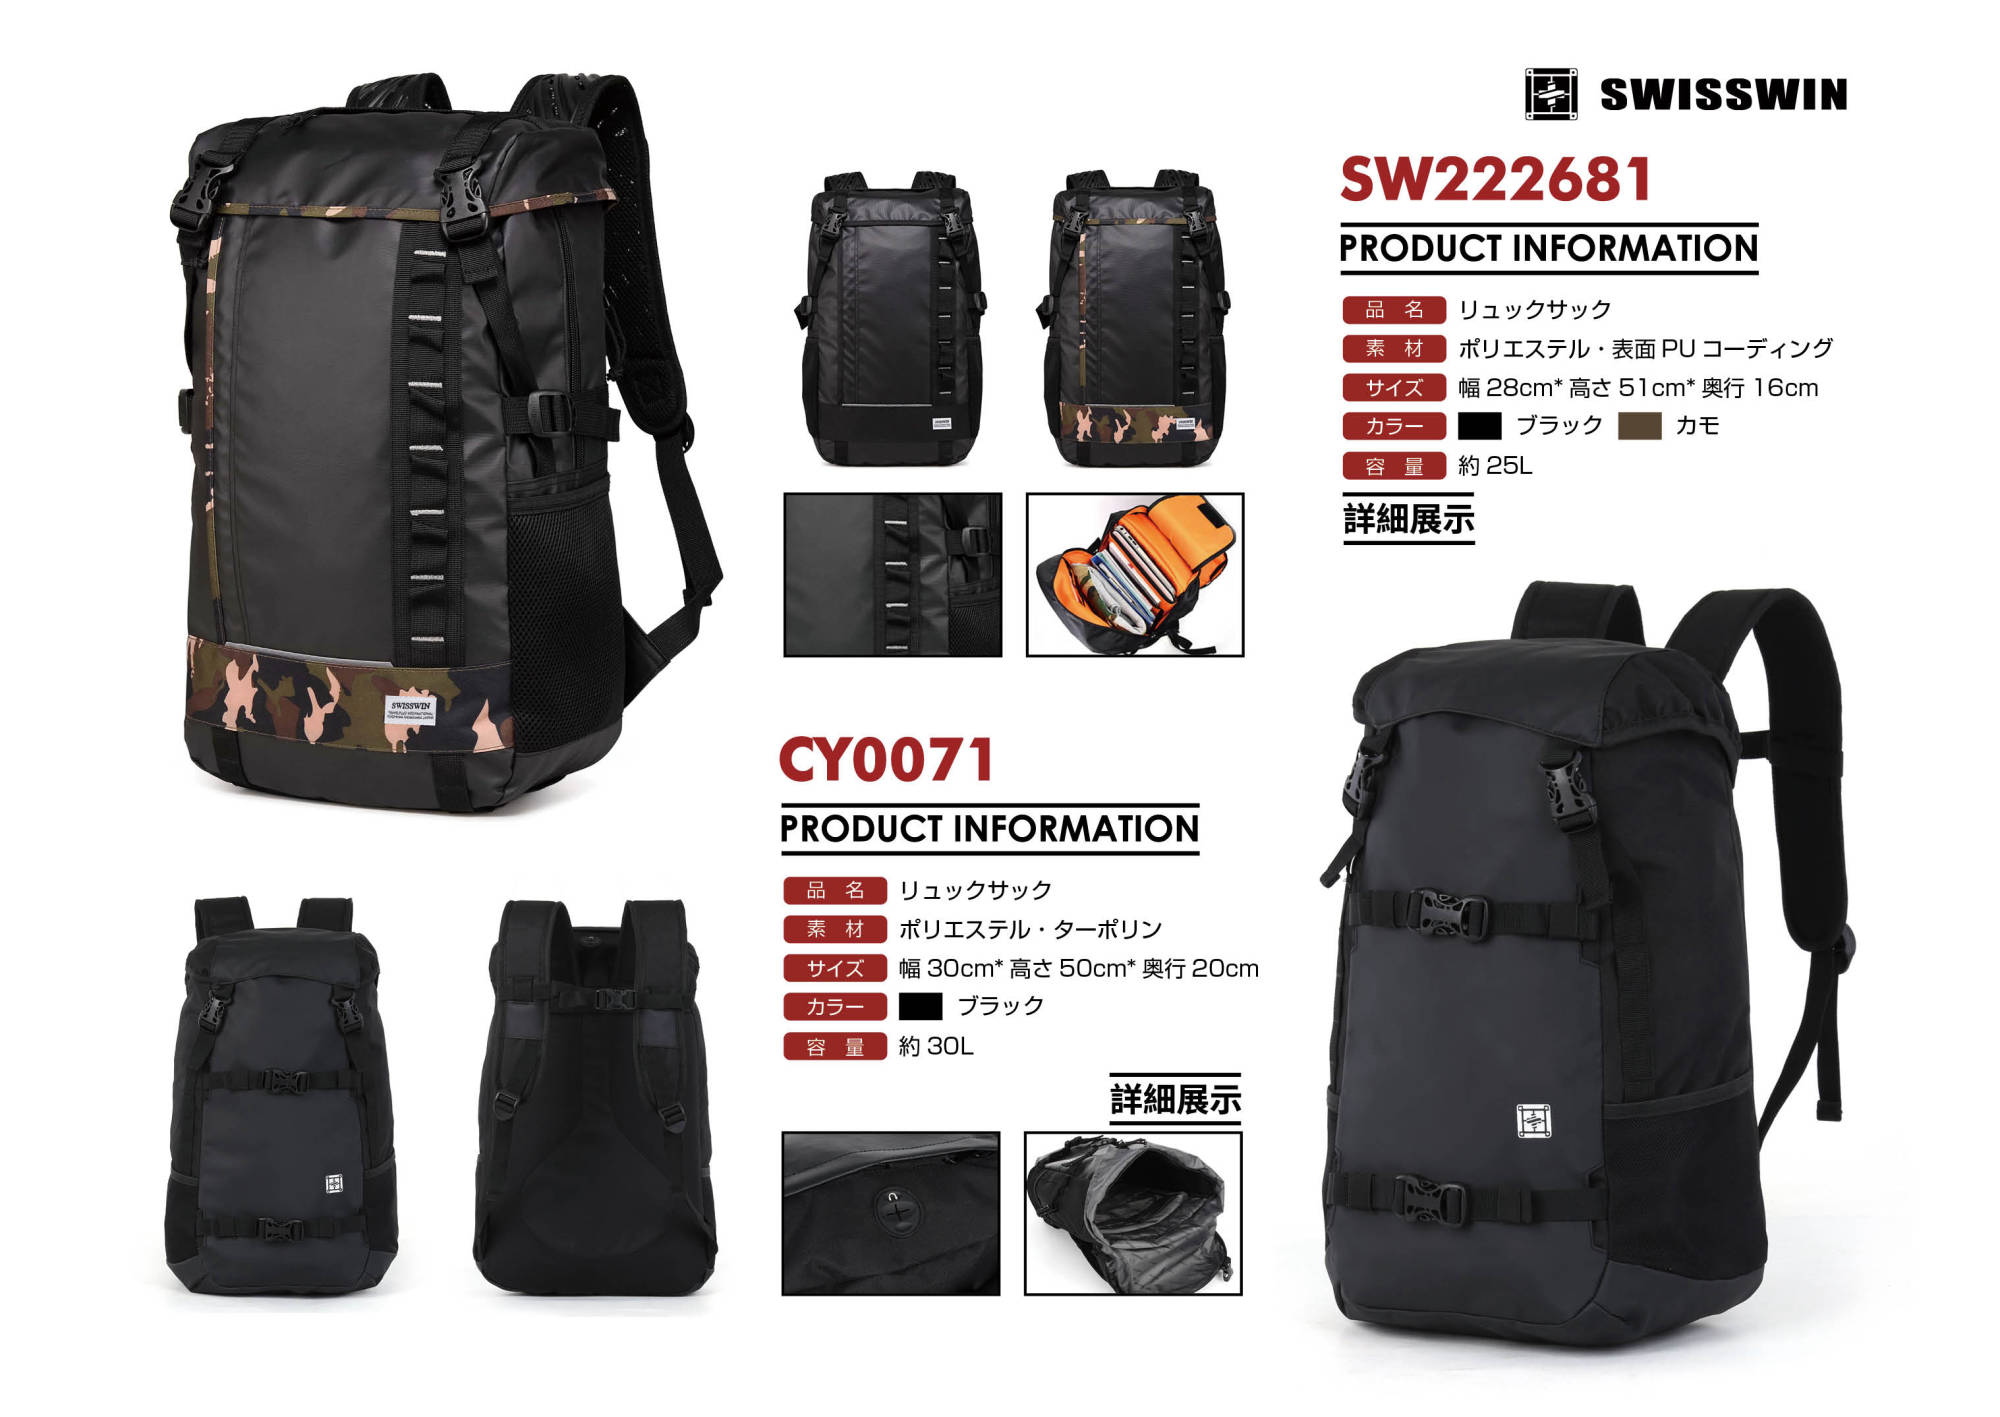 SWISSWIN
SW222681
PRODUCT INFORMATION
品 名 リュックサック
素 材 ポリエステル・表面 PU コーディング
サイズ 幅 28cm* 高さ 51cm* 奥行 16cm
カラー ブラック カモ
容 量 約 25L
詳細展示
SWISSWIN
CY0071
PRODUCT INFORMATION
品 名 リュックサック
素 材 ポリエステル・ターポリン
サイズ 幅 30cm* 高さ 50cm* 奥行 20cm
カラー ブラック
容 量 約 30L
詳細展示